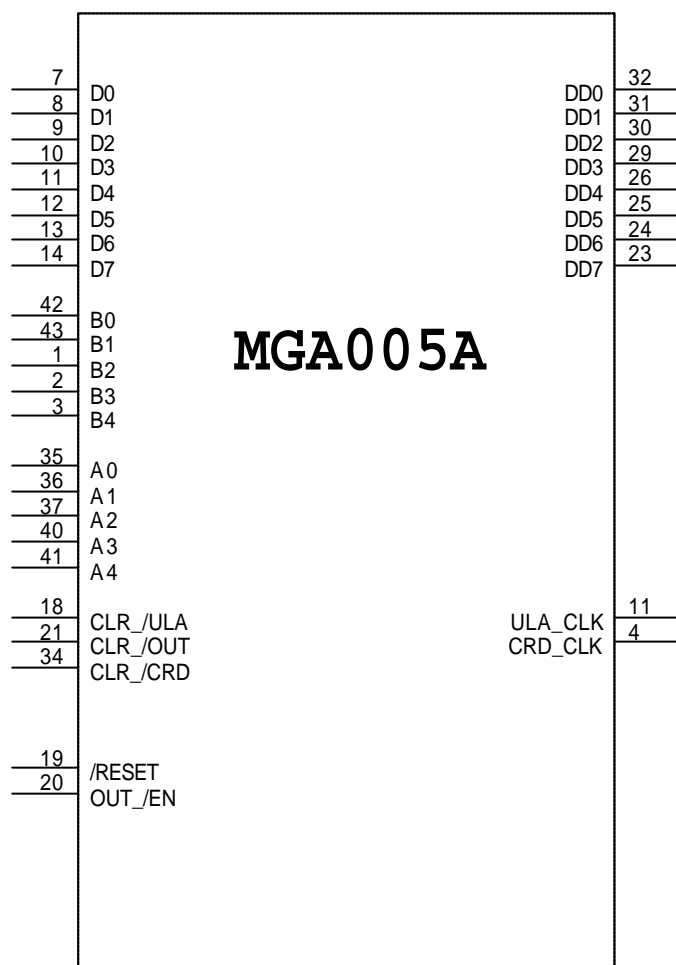 7 D0 DD0 32
8 D1 DD1 31
9 D2 DD2 30
10 D3 DD3 29
11 D4 DD4 26
12 D5 DD5 25
13 D6 DD6 24
14 D7 DD7 23
42 B0
43 B1
MGA005A
1 B2
2 B3
3 B4
35 A0
36 A1
37 A2
40 A3
41 A4
18 CLR_/ULA ULA_CLK 11
21 CLR_/OUT CRD_CLK 4
34 CLR_/CRD
19 /RESET
20 OUT_/EN